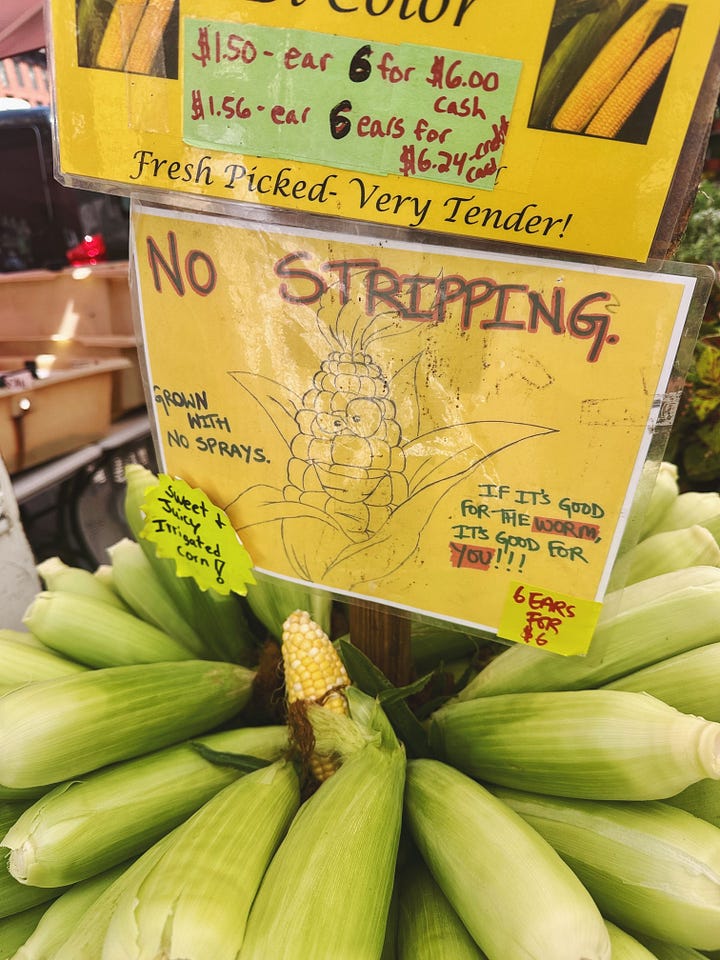 Bi Color
$1.50 - ear 6 for $6.00
cash
$1.56 - ear 6 ears for
$6.24 credit
card
Fresh Picked- Very Tender!
NO STRIPPING.
GROWN
WITH
NO SPRAYS.
IF IT'S GOOD
FOR THE WORM,
IT'S GOOD FOR
YOU!!!
Sweet +
Juicy
Irrigated
Corn!
6 EARS
FOR
$6